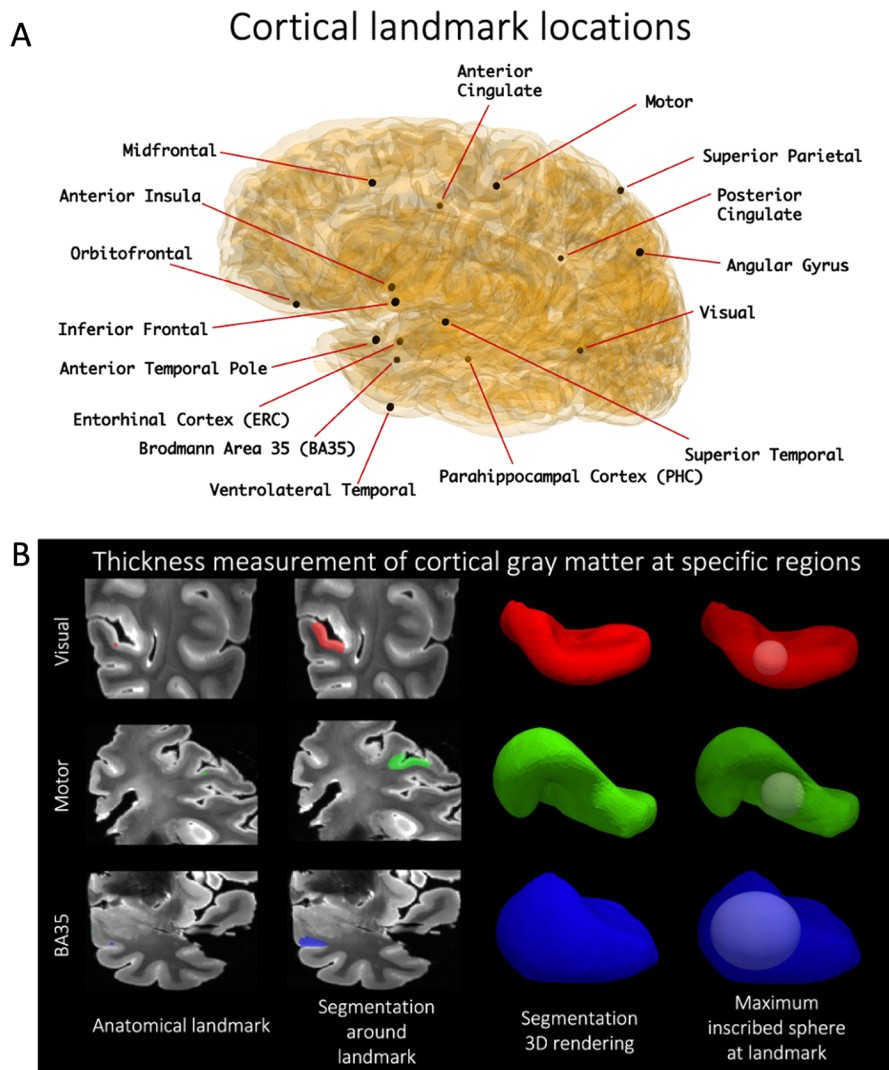 A
Cortical landmark locations
Anterior
Cingulate
Motor
Midfrontal
Superior Parietal
Anterior Insula
Posterior
Cingulate
Orbitofrontal
Angular Gyrus
Visual
Inferior Frontal
Anterior Temporal Pole
Entorhinal Cortex (ERC)
Brodmann Area 35 (BA35)
Superior Temporal
Parahippocampal Cortex (PHC)
Ventrolateral Temporal
B
Thickness measurement of cortical gray matter at specific regions
Visual
Motor
BA35
Anatomical landmark
Segmentation
around
landmark
Segmentation
3D rendering
Maximum
inscribed sphere
at landmark